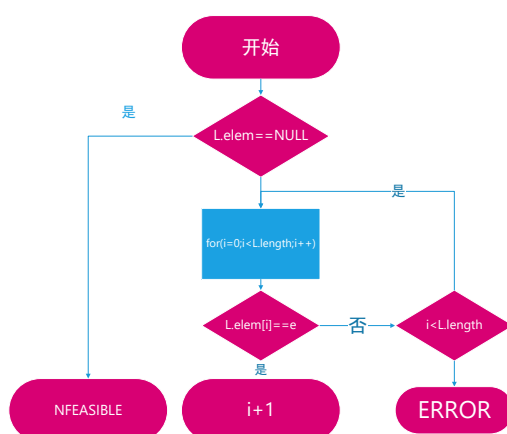 开始
是
L.elem==NULL
是
for(i=0;i<L.length;i++)
L.elem[i]==e
否
i<L.length
是
NFEASIBLE
i+1
ERROR